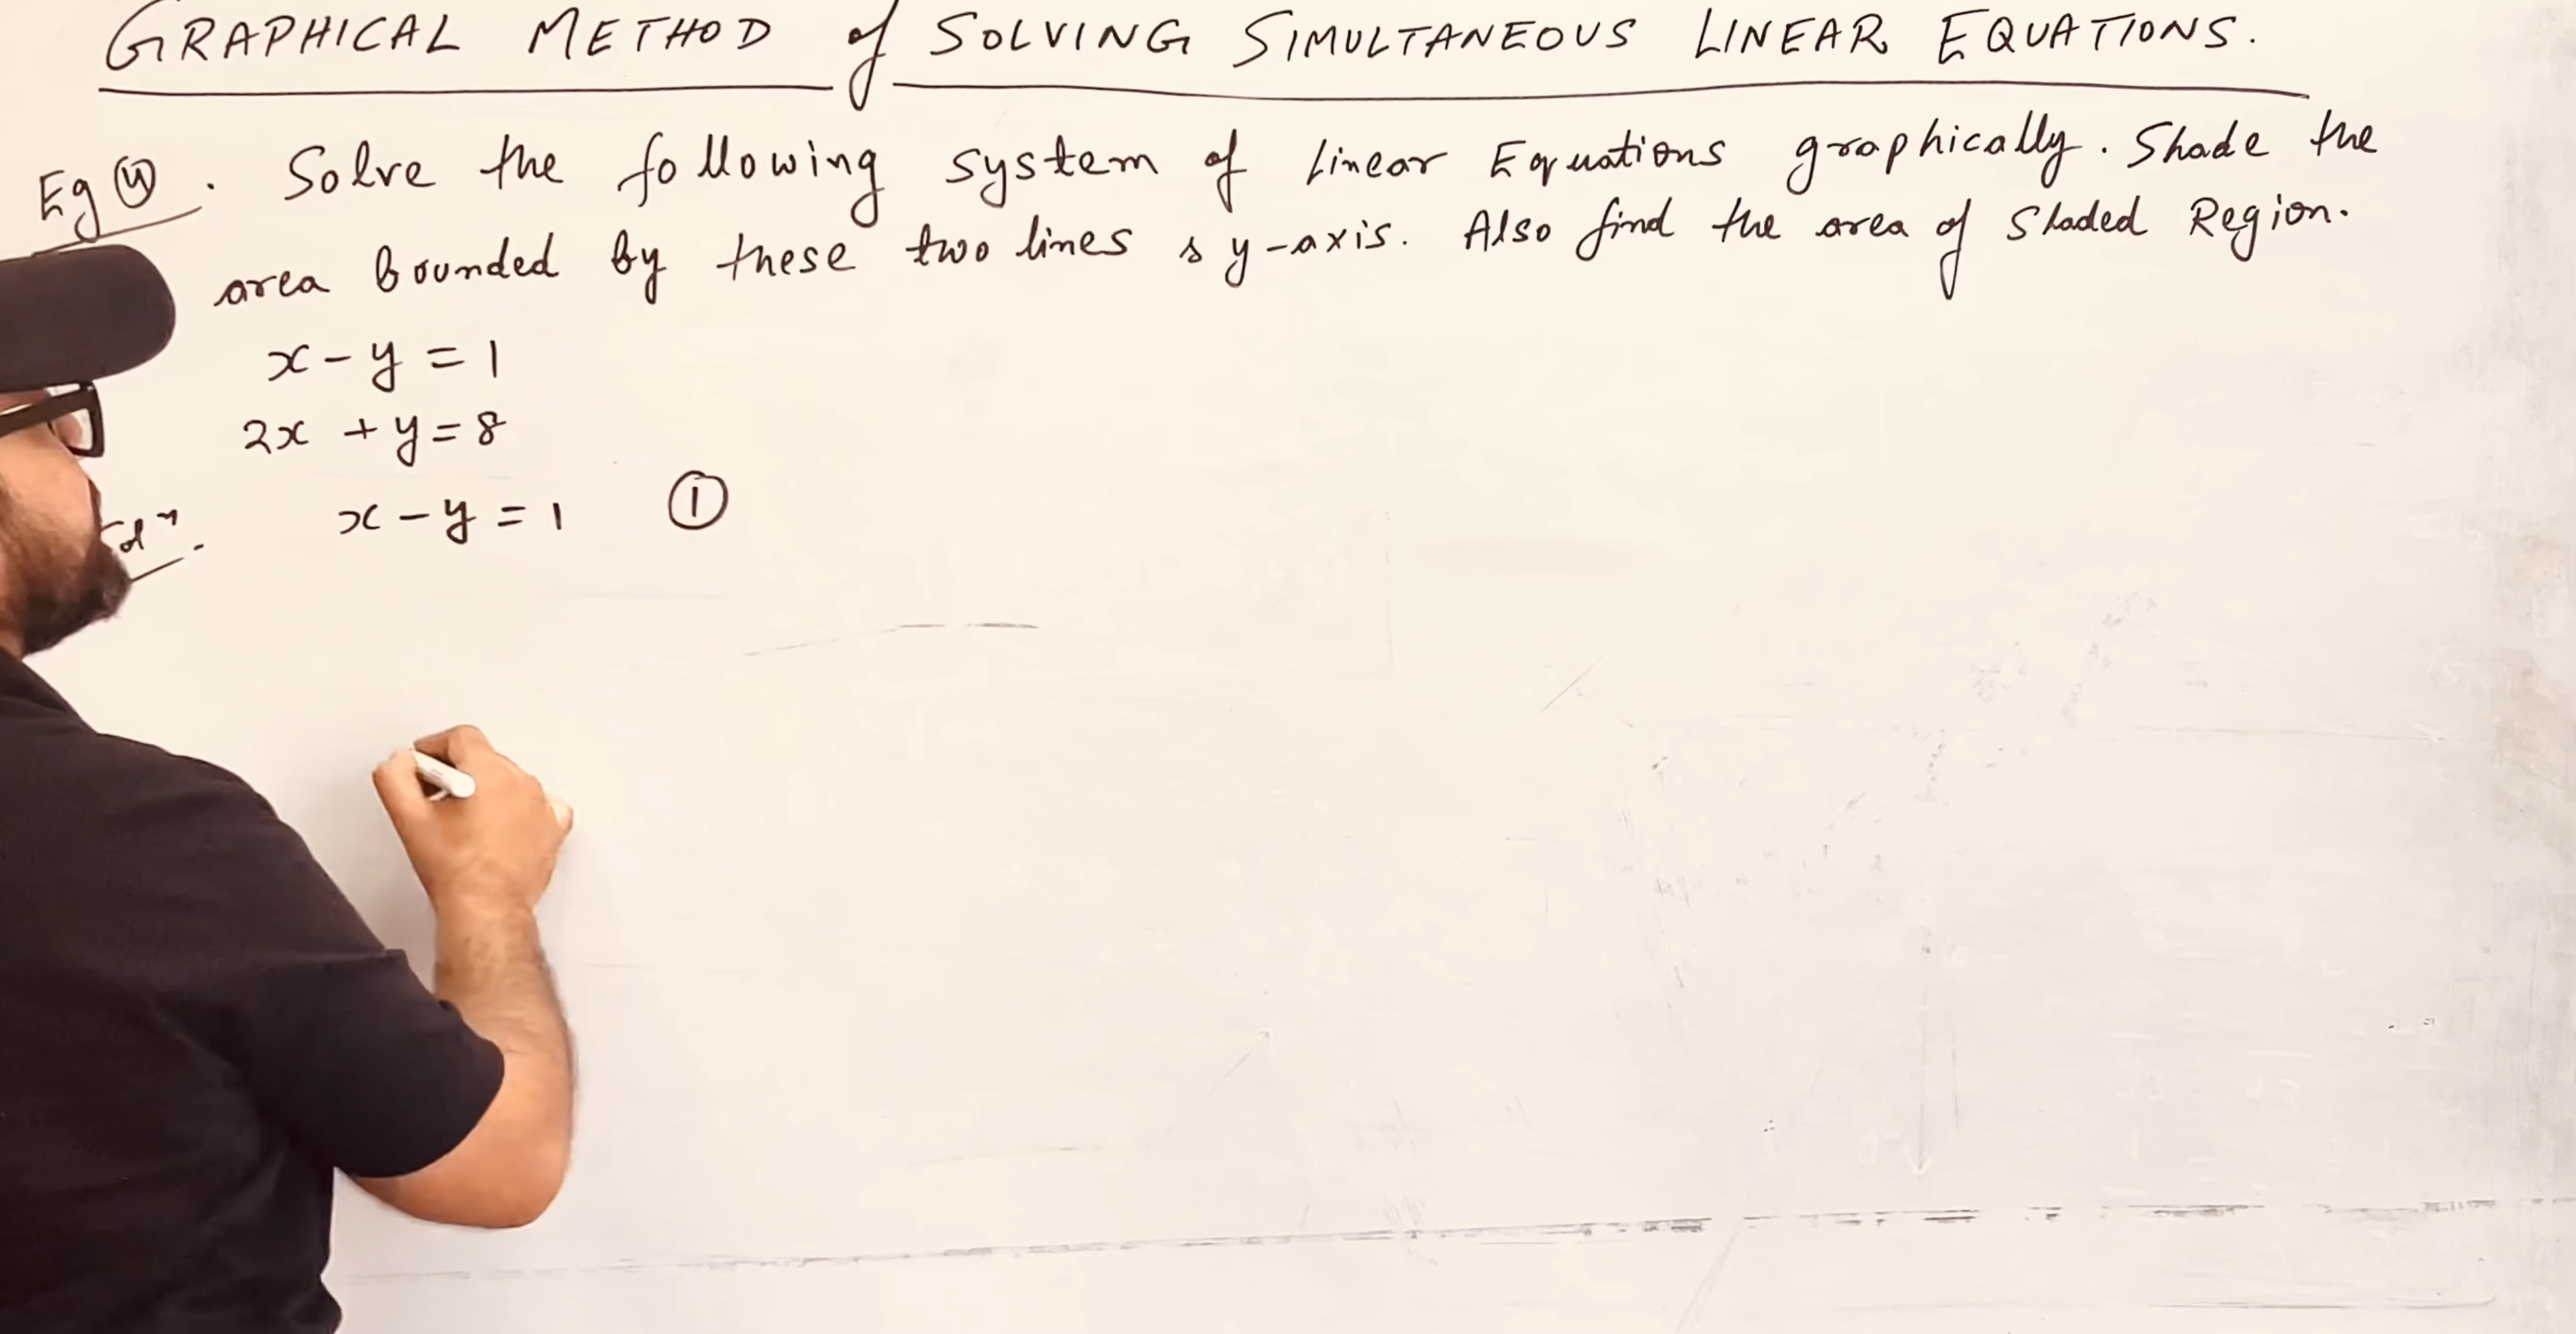 GRAPHICAL METHOD of SOLVING SIMULTANEOUS LINEAR EQUATIONS.
Eg ④. Solve the following system of Linear Equations graphically. Shade the
area bounded by these two lines & y-axis. Also find the area of Shaded Region.
x - y = 1
2x + y = 8
x - y = 1 ①